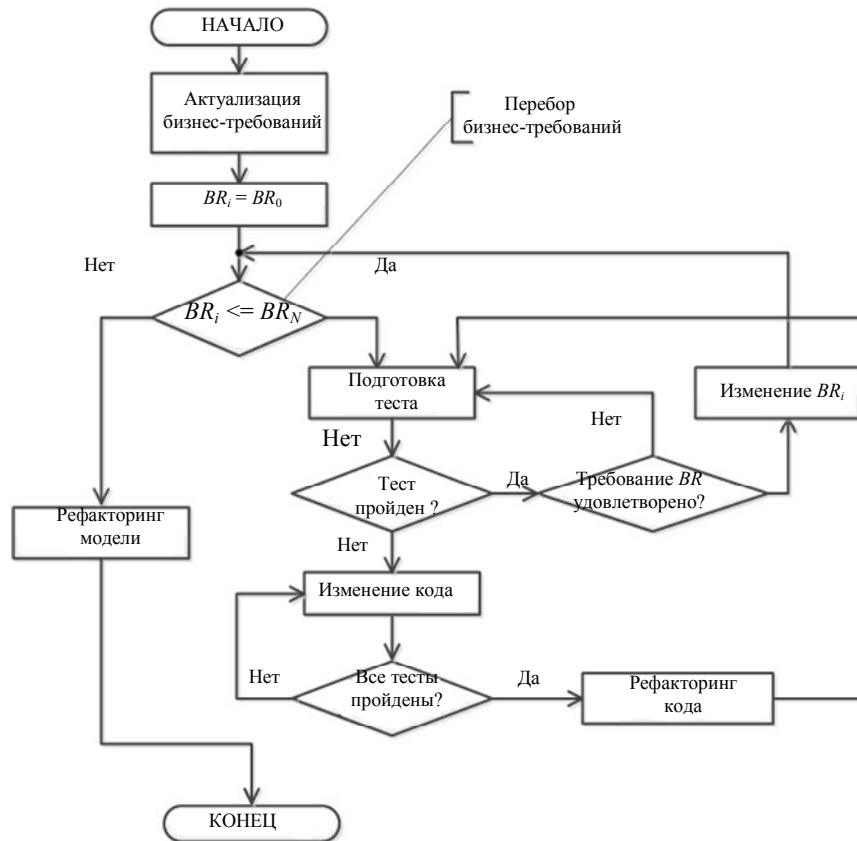 НАЧАЛО
Актуализация
бизнес-требований
Перебор
бизнес-требований
BRi = BR0
Нет
Да
BRi <= BRN
Подготовка
теста
Изменение BRi
Нет
Нет
Тест
пройден ?
Да
Требование BR
удовлетворено?
Рефакторинг
модели
Нет
Изменение кода
Нет
Все тесты
пройдены?
Да
Рефакторинг
кода
КОНЕЦ